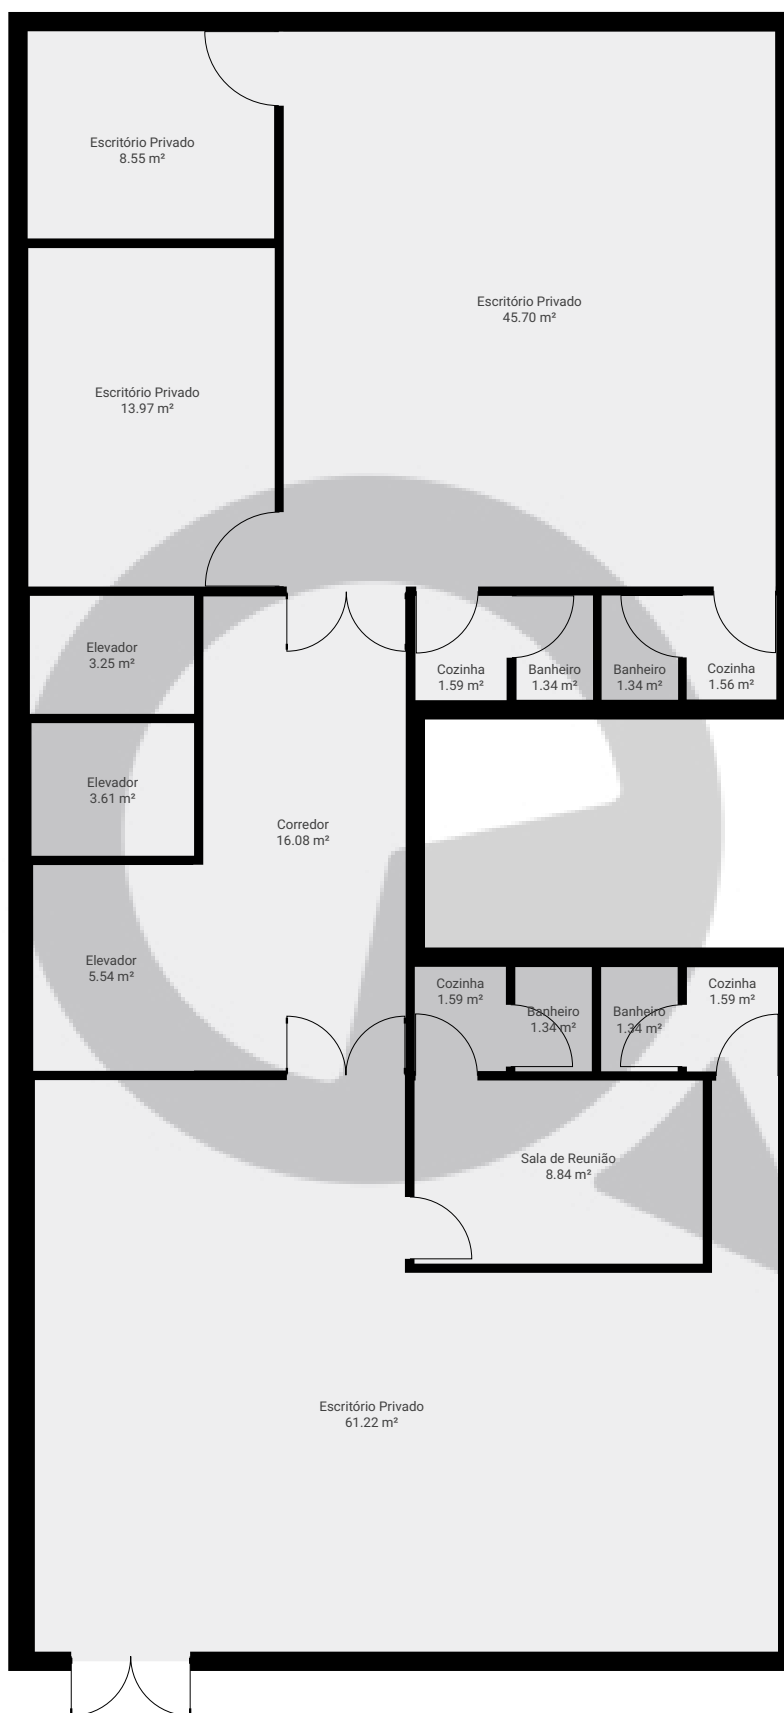 Escritório Privado
8.55 m²
Escritório Privado
45.70 m²
Escritório Privado
13.97 m²
Elevador
3.25 m²
Cozinha
1.59 m²
Banheiro
1.34 m²
Banheiro
1.34 m²
Cozinha
1.56 m²
Elevador
3.61 m²
Corredor
16.08 m²
Elevador
5.54 m²
Cozinha
1.59 m²
Banheiro
1.34 m²
Banheiro
1.34 m²
Cozinha
1.59 m²
Sala de Reunião
8.84 m²
Escritório Privado
61.22 m²